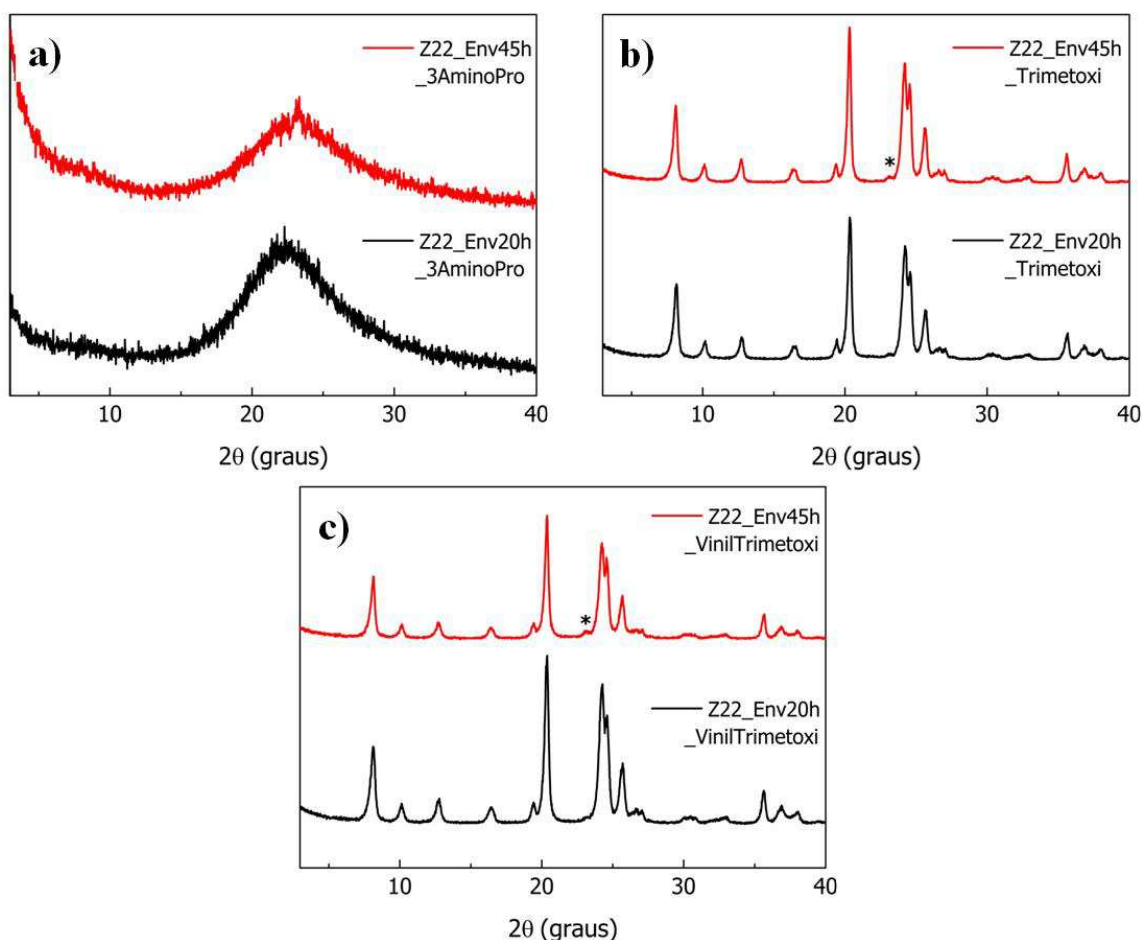 a)
Z22_Env45h
_3AminoPro
Z22_Env20h
_3AminoPro
10 20 30 40
2θ (graus)
b)
Z22_Env45h
_Trimetoxi
*
Z22_Env20h
_Trimetoxi
10 20 30 40
2θ (graus)
c)
Z22_Env45h
_VinilTrimetoxi
*
Z22_Env20h
_VinilTrimetoxi
10 20 30 40
2θ (graus)